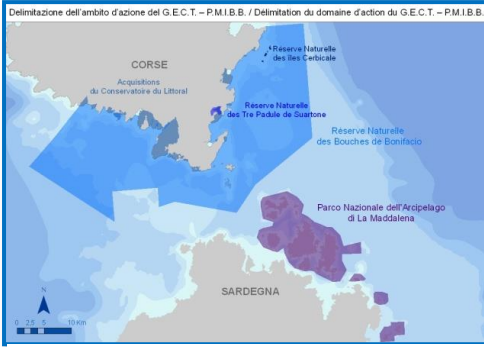 Delimitazione dell'ambito d'azione del G.E.C.T. – P.M.I.B.B. / Délimitation du domaine d'action du G.E.C.T. – P.M.I.B.B.
CORSE
Réserve Naturelle
des îles Cerbicale
Acquisitions
du Conservatoire du Littoral
Réserve Naturelle
des Tre Padule de Suartone
Réserve Naturelle
des Bouches de Bonifacio
Parco Nazionale dell'Arcipelago
di La Maddalena
SARDEGNA
N
0 2.5 5 10 Km